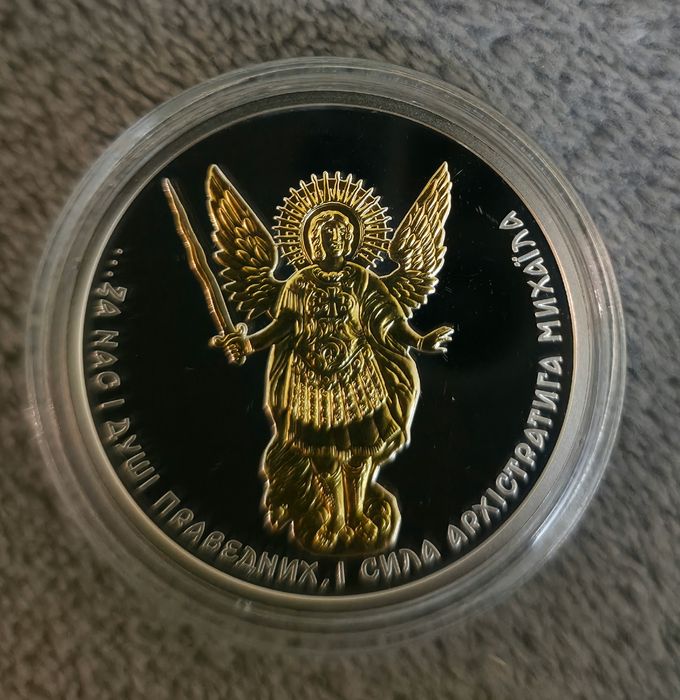 ...ЗА НАС І ДУШІ ПРАВЕДНИХ, І СИЛА АРХІСТРАТИГА МИХАЇЛА